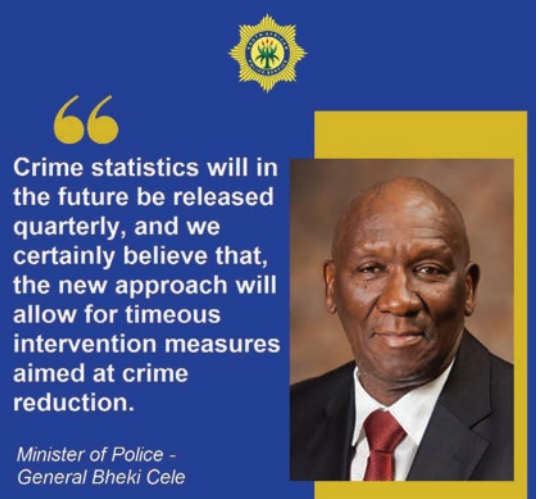 Crime statistics will in
the future be released
quarterly, and we
certainly believe that,
the new approach will
allow for timeous
intervention measures
aimed at crime
reduction.
Minister of Police -
General Bheki Cele